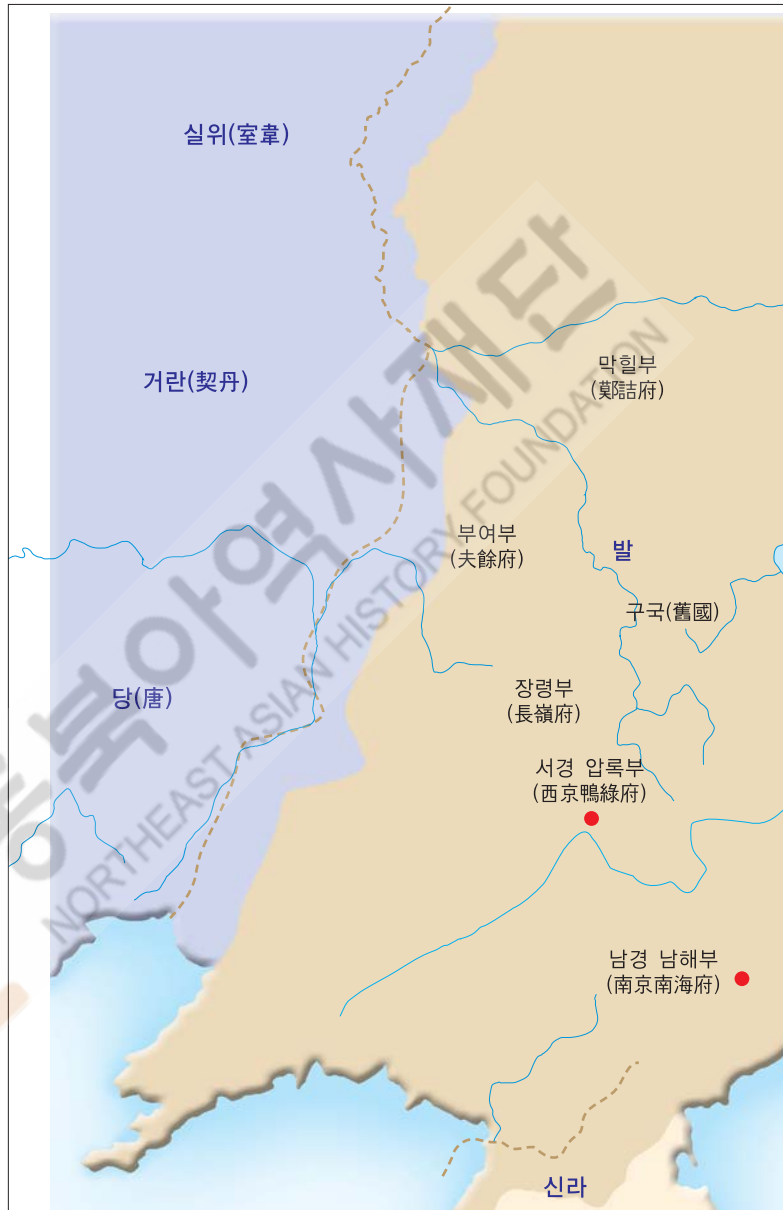 실위(室韋)
거란(契丹)
막힐부
(鄚頡府)
부여부
(夫餘府)
발
구국(舊國)
당(唐)
장령부
(長嶺府)
서경 압록부
(西京鴨綠府)
남경 남해부
(南京南海府)
신라
동북아역사재단
NORTHEAST ASIAN HISTORY FOUNDATION